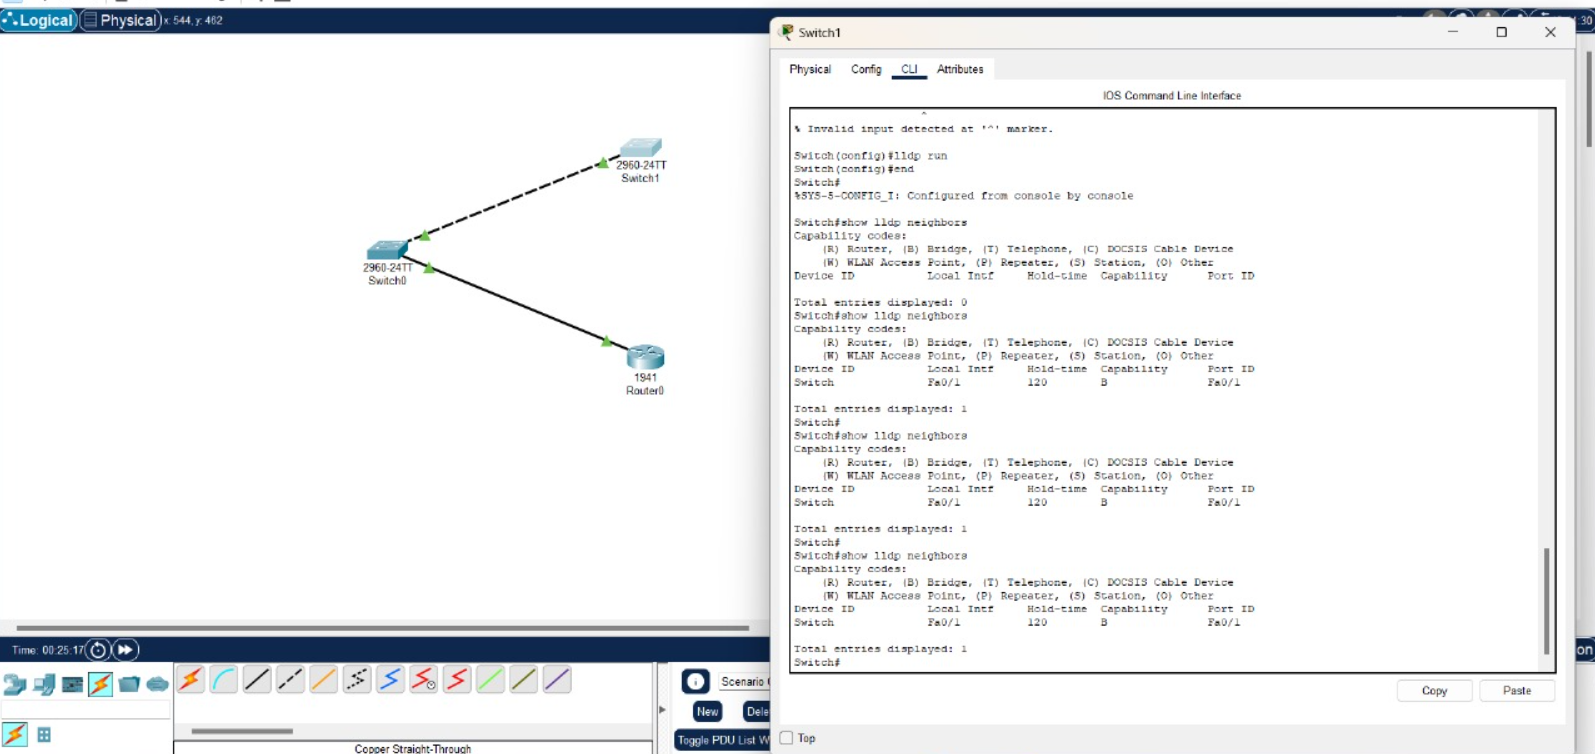 Logical
Physical
x: 544, y: 462
2960-24TT
Switch1
2960-24TT
Switch0
1941
Router0
Time: 00:25:17
Copper Straight-Through
Scenario
New
Toggle PDU List W
Switch1
Physical Config CLI Attributes
IOS Command Line Interface
^
% Invalid input detected at '^' marker.
Switch(config)#lldp run
Switch(config)#end
Switch#
%SYS-5-CONFIG_I: Configured from console by console
Switch#show lldp neighbors
Capability codes:
(R) Router, (B) Bridge, (T) Telephone, (C) DOCSIS Cable Device
(W) WLAN Access Point, (P) Repeater, (S) Station, (O) Other
Device ID Local Intf Hold-time Capability Port ID
Total entries displayed: 0
Switch#show lldp neighbors
Capability codes:
(R) Router, (B) Bridge, (T) Telephone, (C) DOCSIS Cable Device
(W) WLAN Access Point, (P) Repeater, (S) Station, (O) Other
Device ID Local Intf Hold-time Capability Port ID
Switch Fa0/1 120 B Fa0/1
Total entries displayed: 1
Switch#
Switch#show lldp neighbors
Capability codes:
(R) Router, (B) Bridge, (T) Telephone, (C) DOCSIS Cable Device
(W) WLAN Access Point, (P) Repeater, (S) Station, (O) Other
Device ID Local Intf Hold-time Capability Port ID
Switch Fa0/1 120 B Fa0/1
Total entries displayed: 1
Switch#
Switch#show lldp neighbors
Capability codes:
(R) Router, (B) Bridge, (T) Telephone, (C) DOCSIS Cable Device
(W) WLAN Access Point, (P) Repeater, (S) Station, (O) Other
Device ID Local Intf Hold-time Capability Port ID
Switch Fa0/1 120 B Fa0/1
Total entries displayed: 1
Switch#
Copy Paste
Top
:30
on